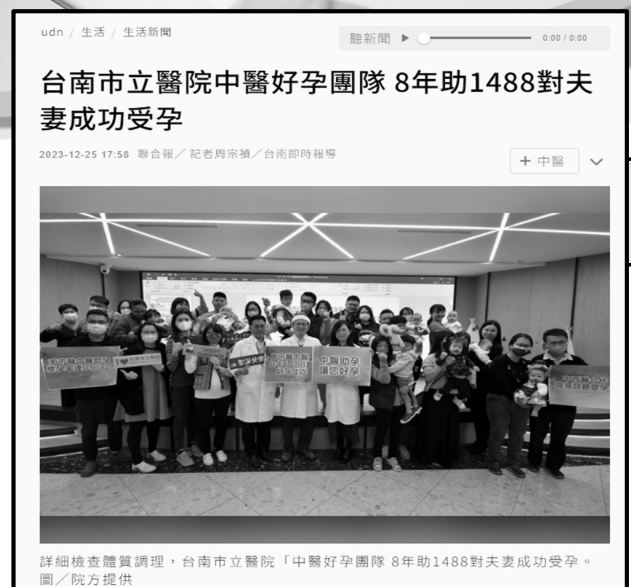 udn / 生活 / 生活新聞
聽新聞
0:00 / 0:00
台南市立醫院中醫好孕團隊 8年助1488對夫
妻成功受孕
2023-12-25 17:58 聯合報／ 記者周宗禎／台南即時報導
+ 中醫
聖誕快樂
中醫助孕
讓您好孕
詳細檢查體質調理，台南市立醫院「中醫好孕團隊 8年助1488對夫妻成功受孕。
圖／院方提供